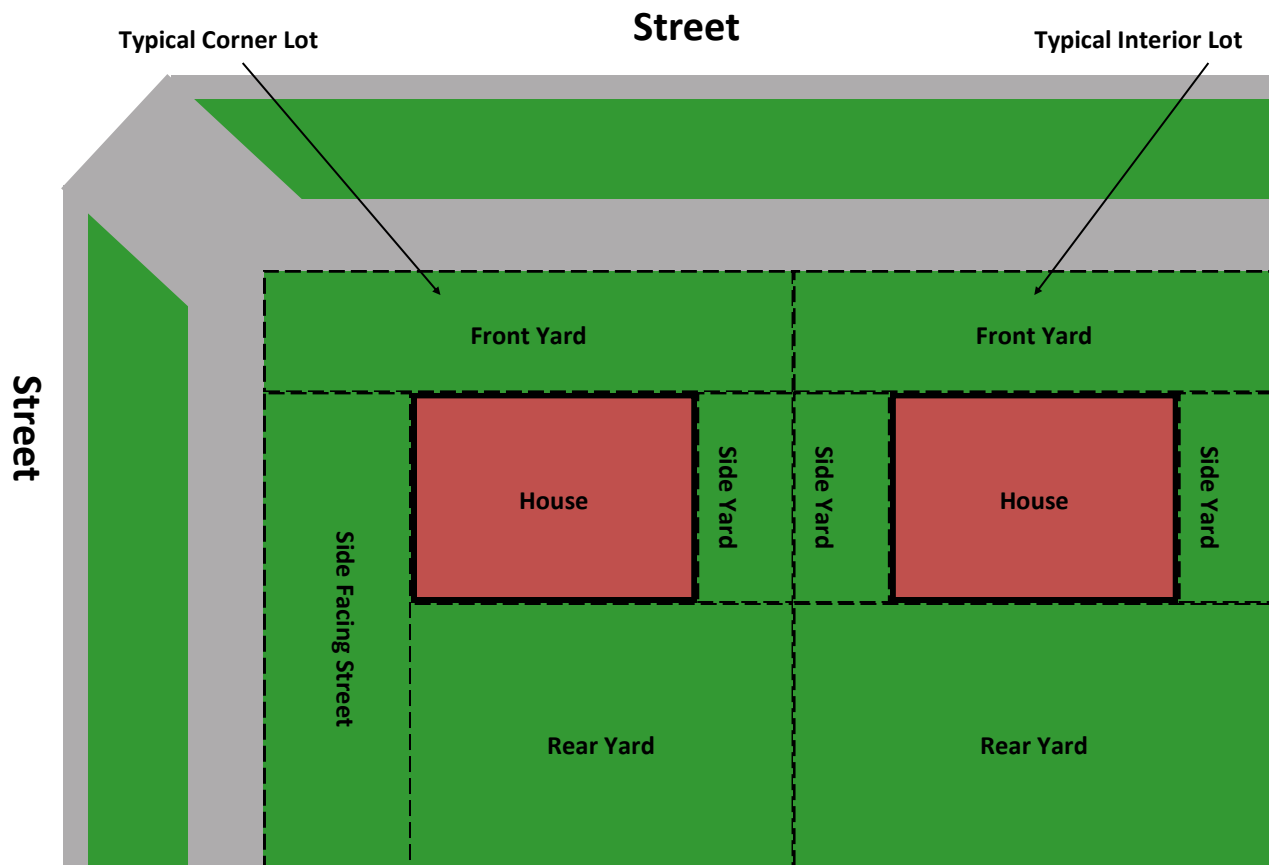 Street
Typical Corner Lot
Typical Interior Lot
Front Yard
Front Yard
Street
House
Side Yard
Side Yard
House
Side Yard
Side Facing Street
Rear Yard
Rear Yard